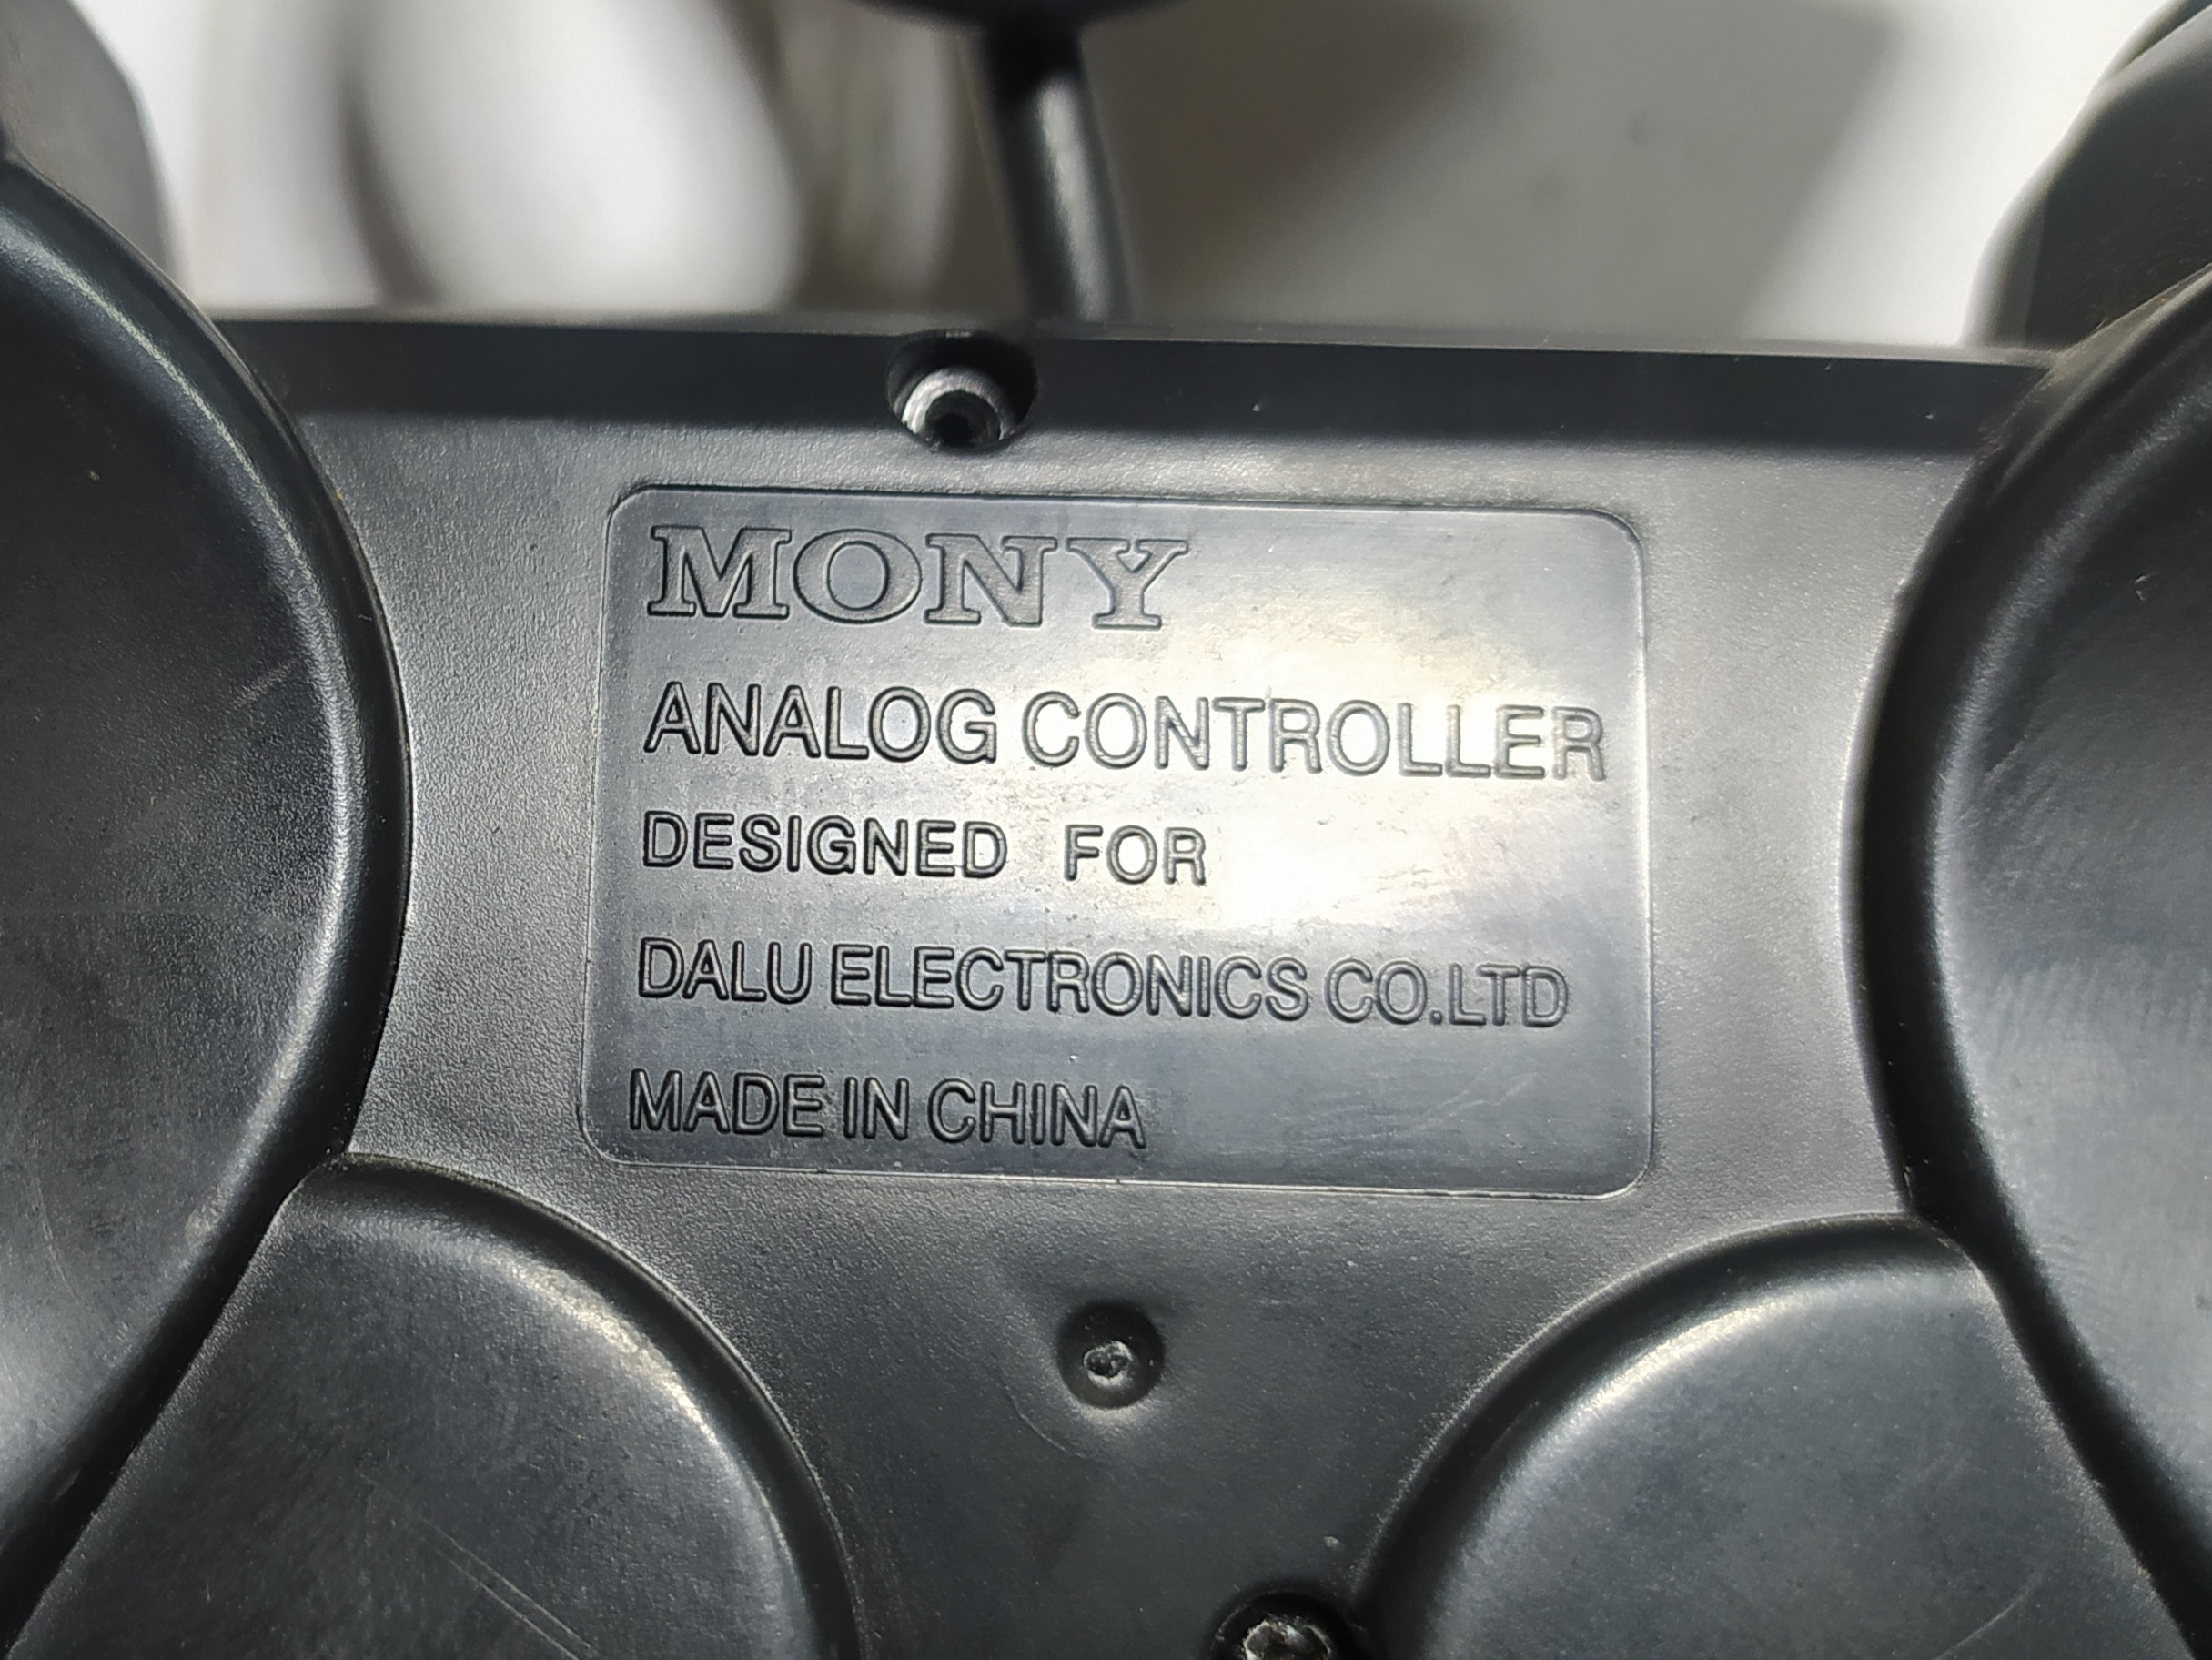 MONY
ANALOG CONTROLLER
DESIGNED FOR
DALU ELECTRONICS CO.LTD
MADE IN CHINA